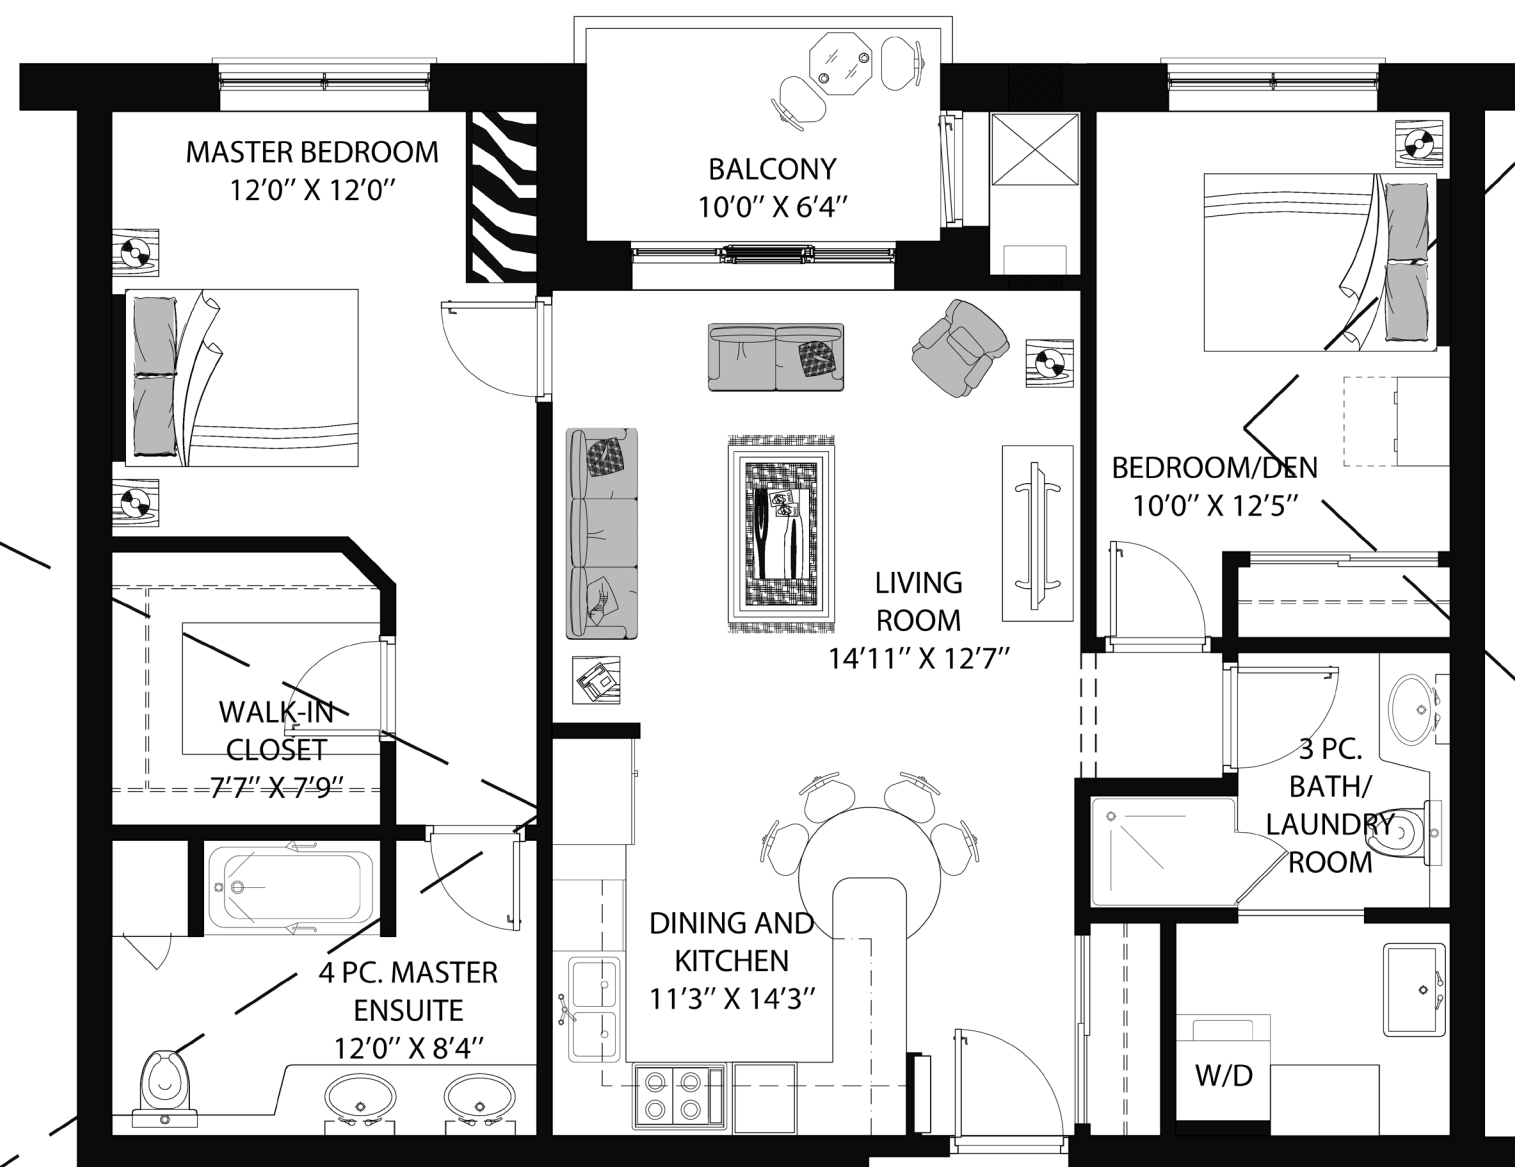 MASTER BEDROOM
12’0’’ X 12’0’’
BALCONY
10’0’’ X 6’4’’
BEDROOM/DEN
10’0’’ X 12’5’’
LIVING
ROOM
14’11’’ X 12’7’’
WALK-IN
CLOSET
7’7’’ X 7’9’’
3 PC.
BATH/
LAUNDRY
ROOM
DINING AND
KITCHEN
11’3’’ X 14’3’’
4 PC. MASTER
ENSUITE
12’0’’ X 8’4’’
W/D